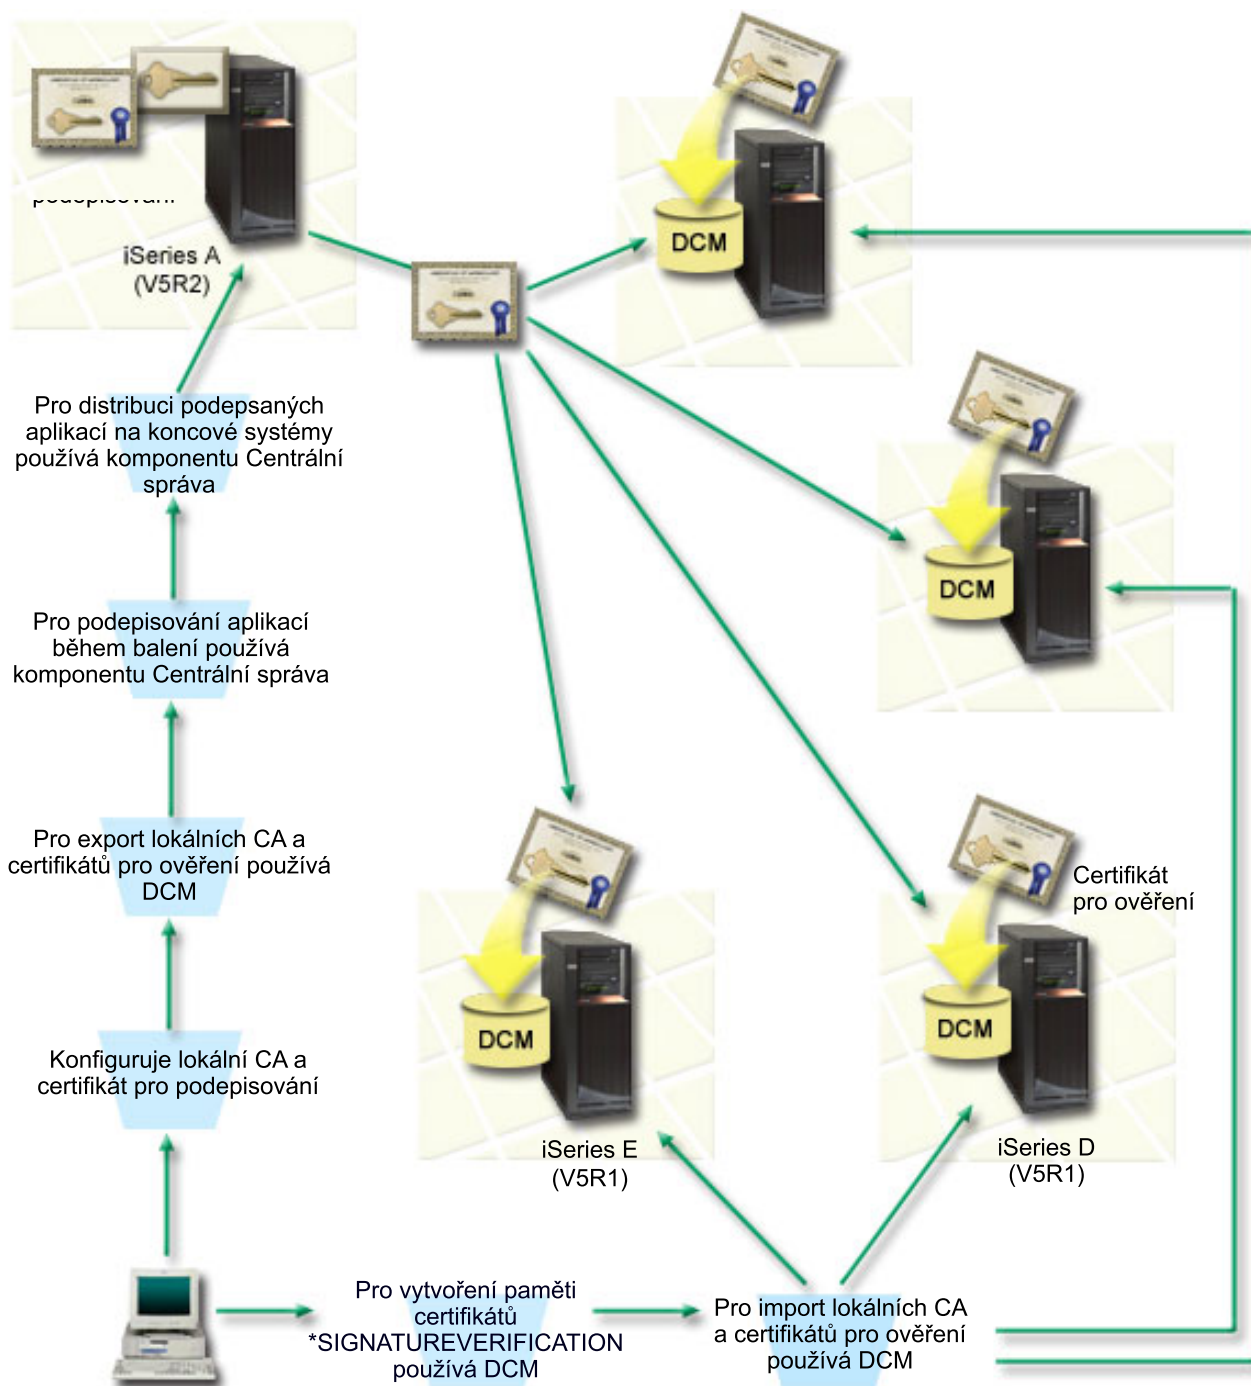 podepisování
iSeries A
(V5R2)
DCM
Pro distribuci podepsaných
aplikací na koncové systémy
používá komponentu Centrální
správa
DCM
Pro podepisování aplikací
během balení používá
komponentu Centrální správa
Pro export lokálních CA a
certifikátů pro ověření používá
DCM
Certifikát
pro ověření
DCM
DCM
Konfiguruje lokální CA a
certifikát pro podepisování
iSeries E
(V5R1)
iSeries D
(V5R1)
Pro vytvoření paměti
certifikátů
*SIGNATUREVERIFICATION
používá DCM
Pro import lokálních CA
a certifikátů pro ověření
používá DCM